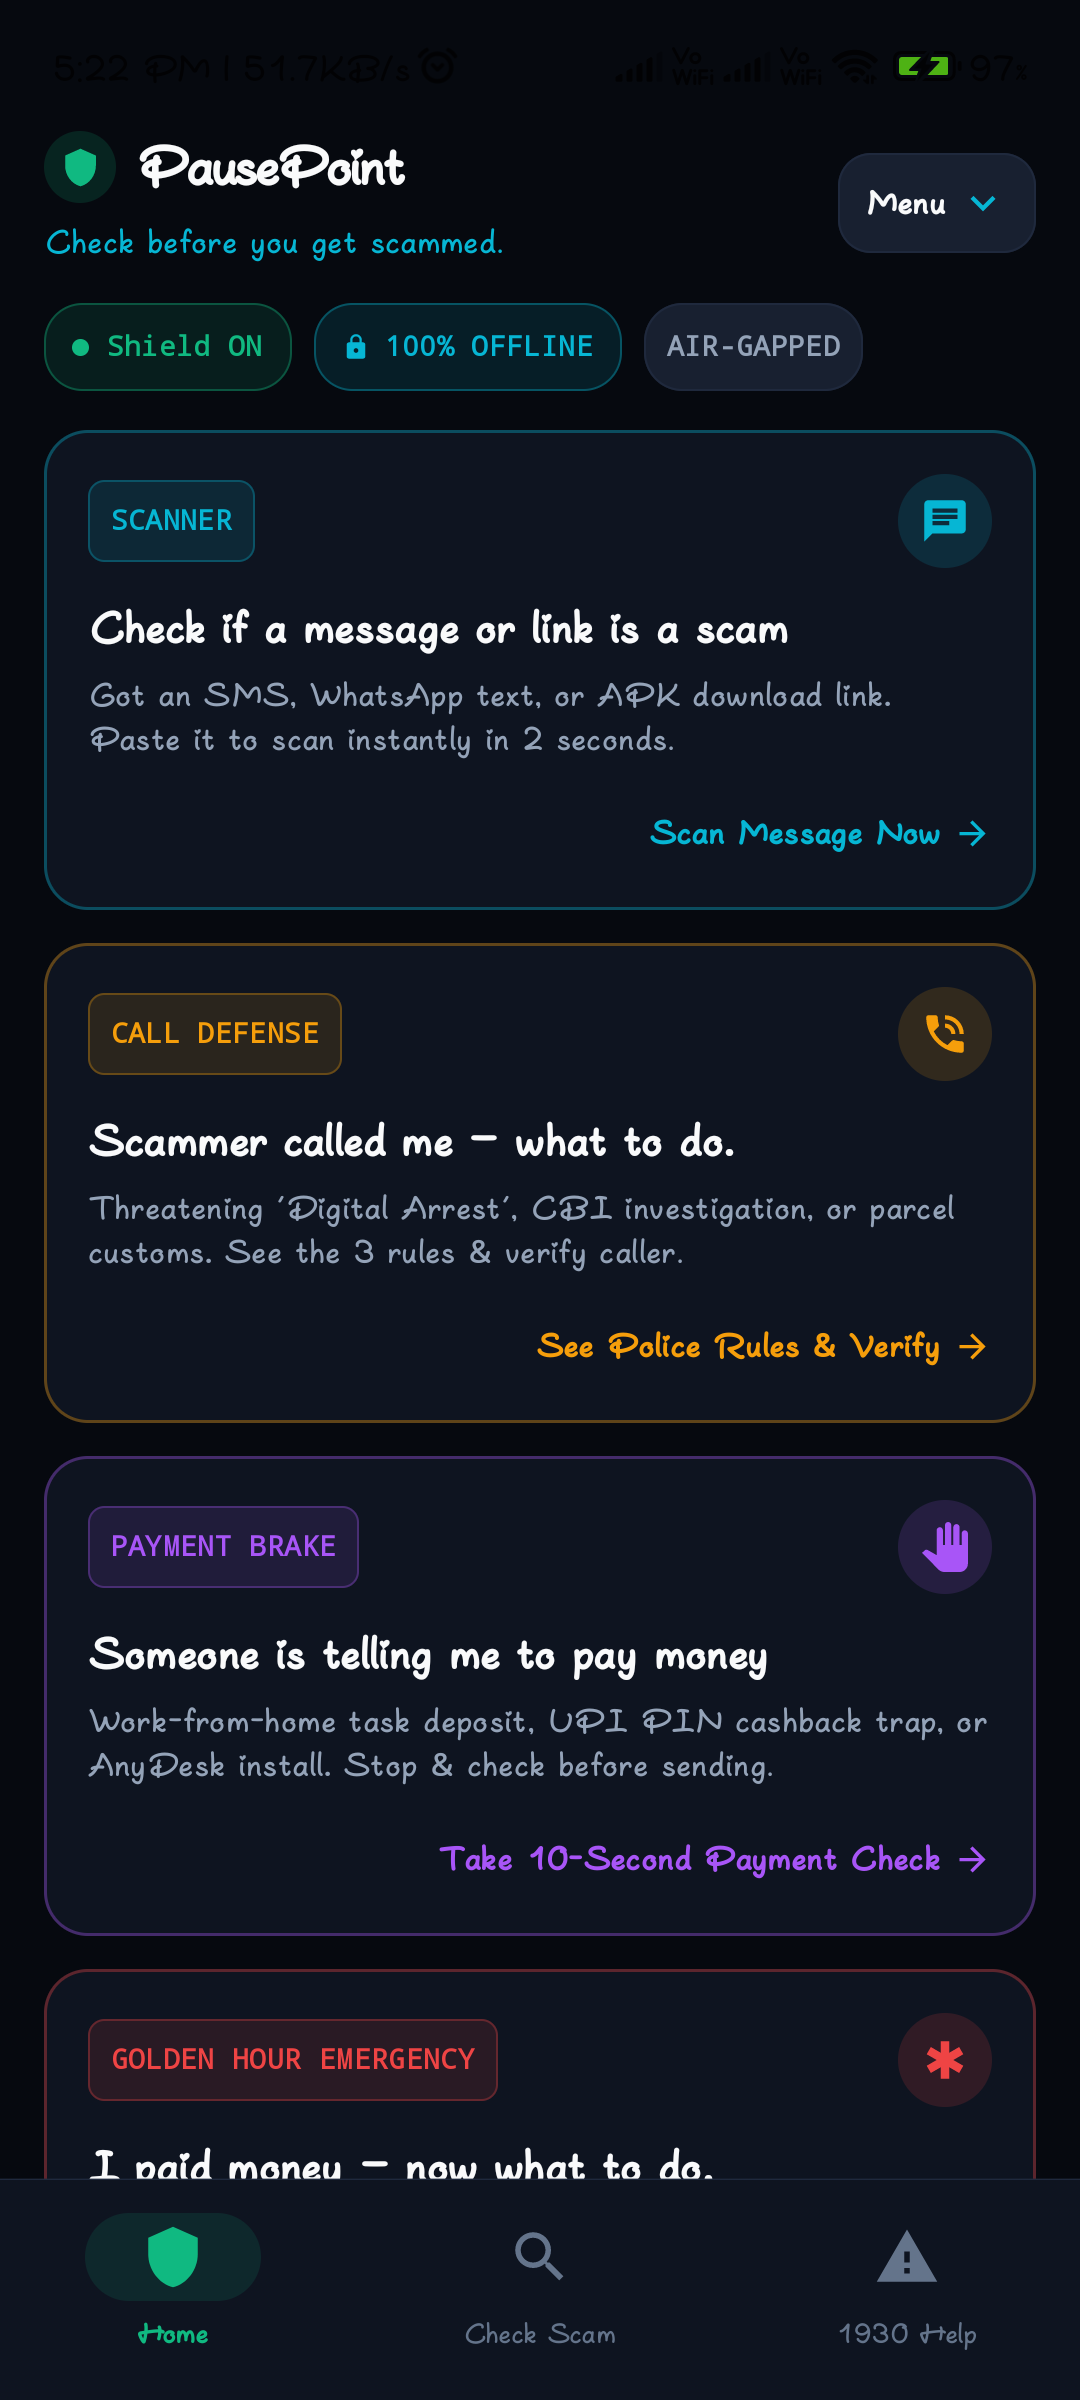 5:22 PM | 51.7KB/s
Vo WiFi Vo WiFi 97%
PausePoint
Menu
Check before you get scammed.
Shield ON
100% OFFLINE
AIR-GAPPED
SCANNER
Check if a message or link is a scam
Got an SMS, WhatsApp text, or APK download link.
Paste it to scan instantly in 2 seconds.
Scan Message Now →
CALL DEFENSE
Scammer called me – what to do.
Threatening 'Digital Arrest', CBI investigation, or parcel
customs. See the 3 rules & verify caller.
See Police Rules & Verify →
PAYMENT BRAKE
Someone is telling me to pay money
Work-from-home task deposit, UPI PIN cashback trap, or
AnyDesk install. Stop & check before sending.
Take 10-Second Payment Check →
GOLDEN HOUR EMERGENCY
I paid money – now what to do.
Home
Check Scam
1930 Help